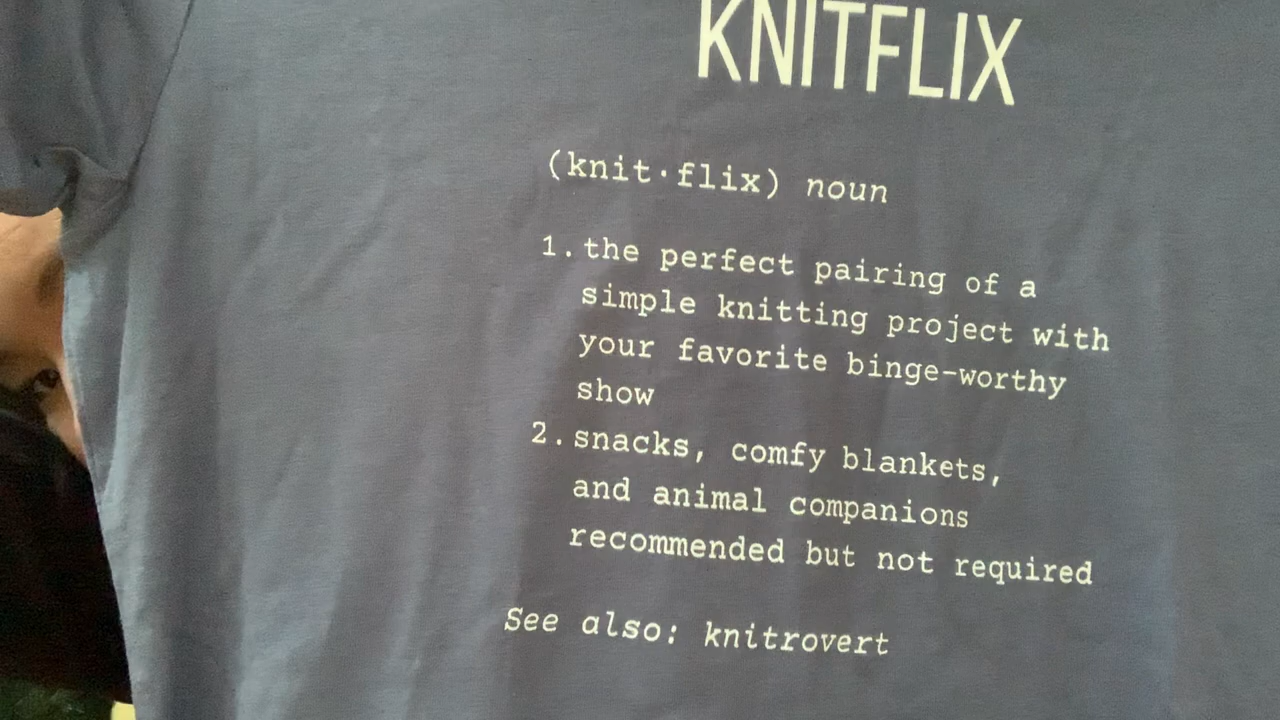 KNITFLIX
(knit·flix) noun
1. the perfect pairing of a
simple knitting project with
your favorite binge-worthy
show
2. snacks, comfy blankets,
and animal companions
recommended but not required
See also: knitrovert